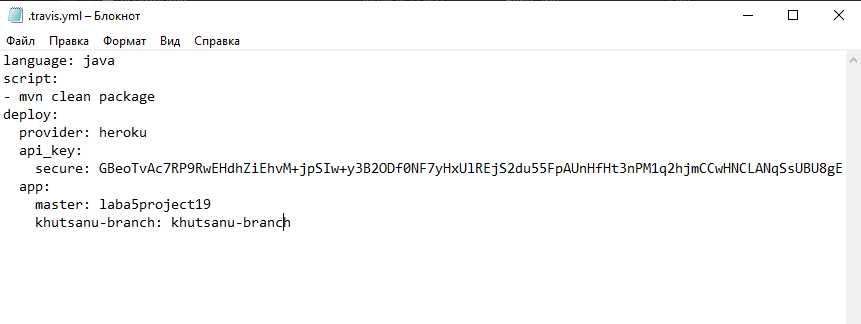 .travis.yml – Блокнот
Файл Правка Формат Вид Справка
language: java
script:
- mvn clean package
deploy:
  provider: heroku
  api_key:
    secure: GBeoTvAc7RP9RwEHdhZiEhvM+jpSIw+y3B2ODf0NF7yHxUlREjS2du55FpAUnHfHt3nPM1q2hjmCCwHNCLANqSsUBU8gE
  app:
    master: laba5project19
    khutsanu-branch: khutsanu-branch